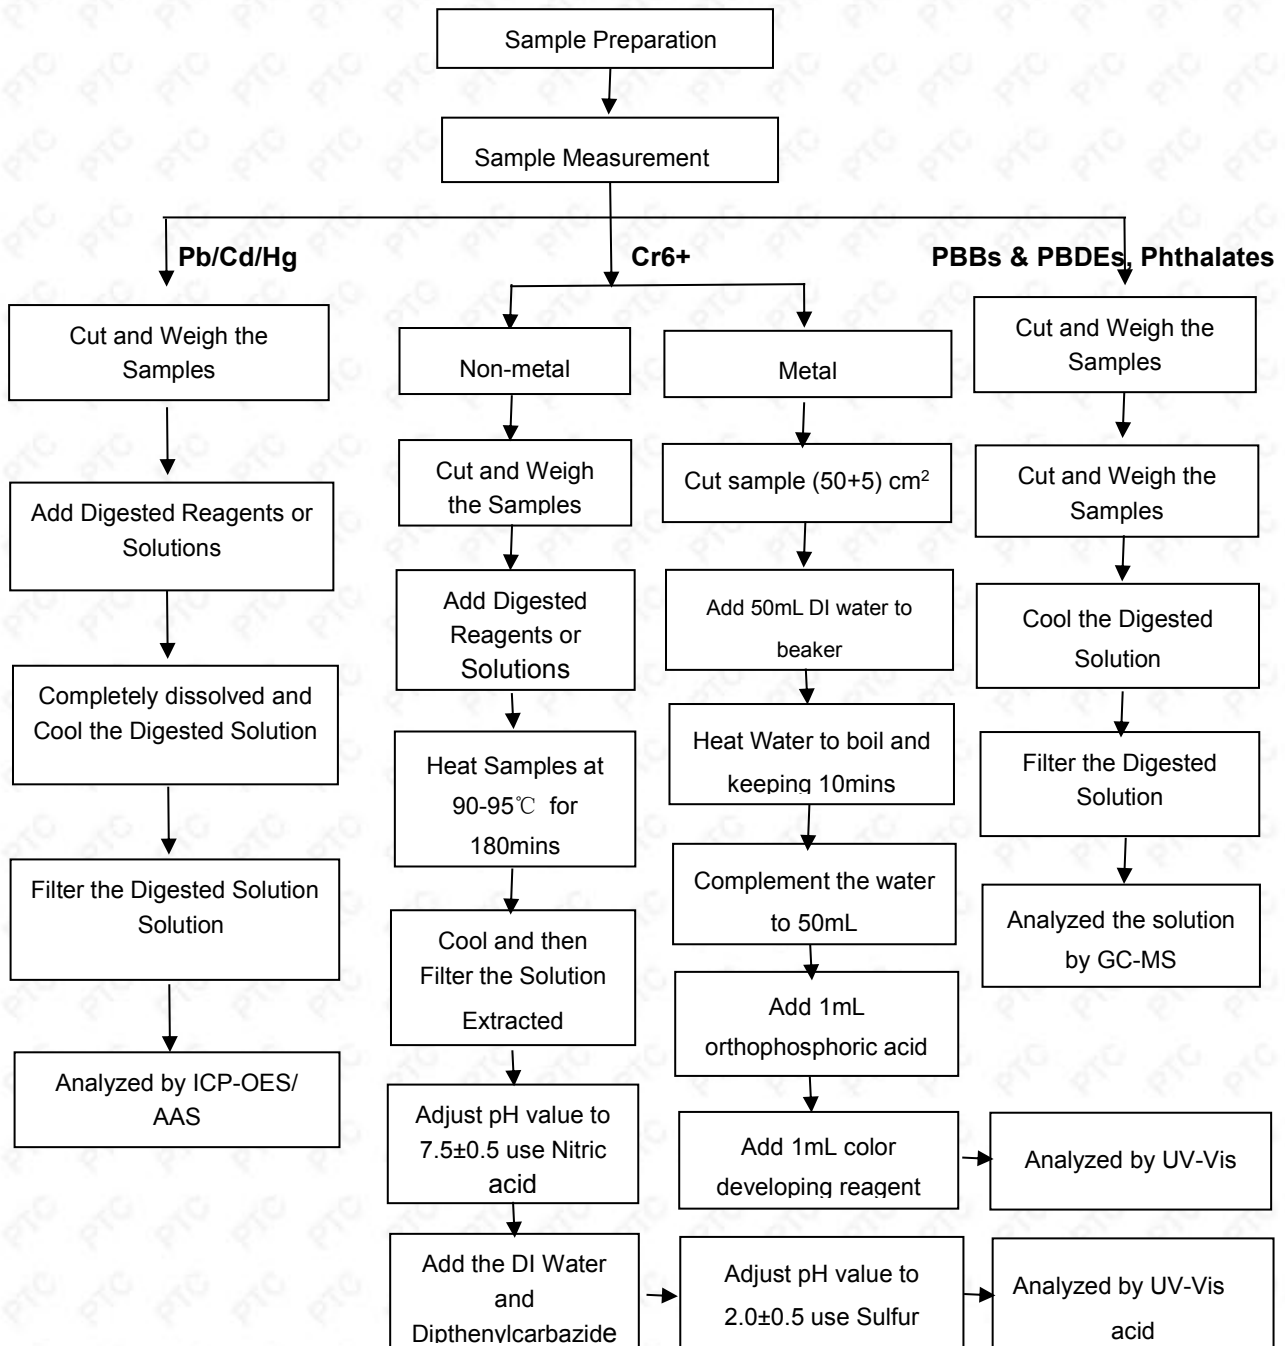 Sample Preparation
Sample Measurement
Pb/Cd/Hg
Cr6+
PBBs & PBDEs, Phthalates
Cut and Weigh the
Samples
Add Digested Reagents or
Solutions
Completely dissolved and
Cool the Digested Solution
Filter the Digested Solution
Solution
Analyzed by ICP-OES/
AAS
Non-metal
Cut and Weigh
the Samples
Add Digested
Reagents or
Solutions
Heat Samples at
90-95℃ for
180mins
Cool and then
Filter the Solution
Extracted
Adjust pH value to
7.5±0.5 use Nitric
acid
Add the DI Water
and
Dipthenylcarbazide
Adjust pH value to
2.0±0.5 use Sulfur
Analyzed by UV-Vis
acid
Metal
Cut sample (50+5) cm²
Add 50mL DI water to
beaker
Heat Water to boil and
keeping 10mins
Complement the water
to 50mL
Add 1mL
orthophosphoric acid
Add 1mL color
developing reagent
Analyzed by UV-Vis
Cut and Weigh the
Samples
Cut and Weigh the
Samples
Cool the Digested
Solution
Filter the Digested
Solution
Analyzed the solution
by GC-MS
PTC